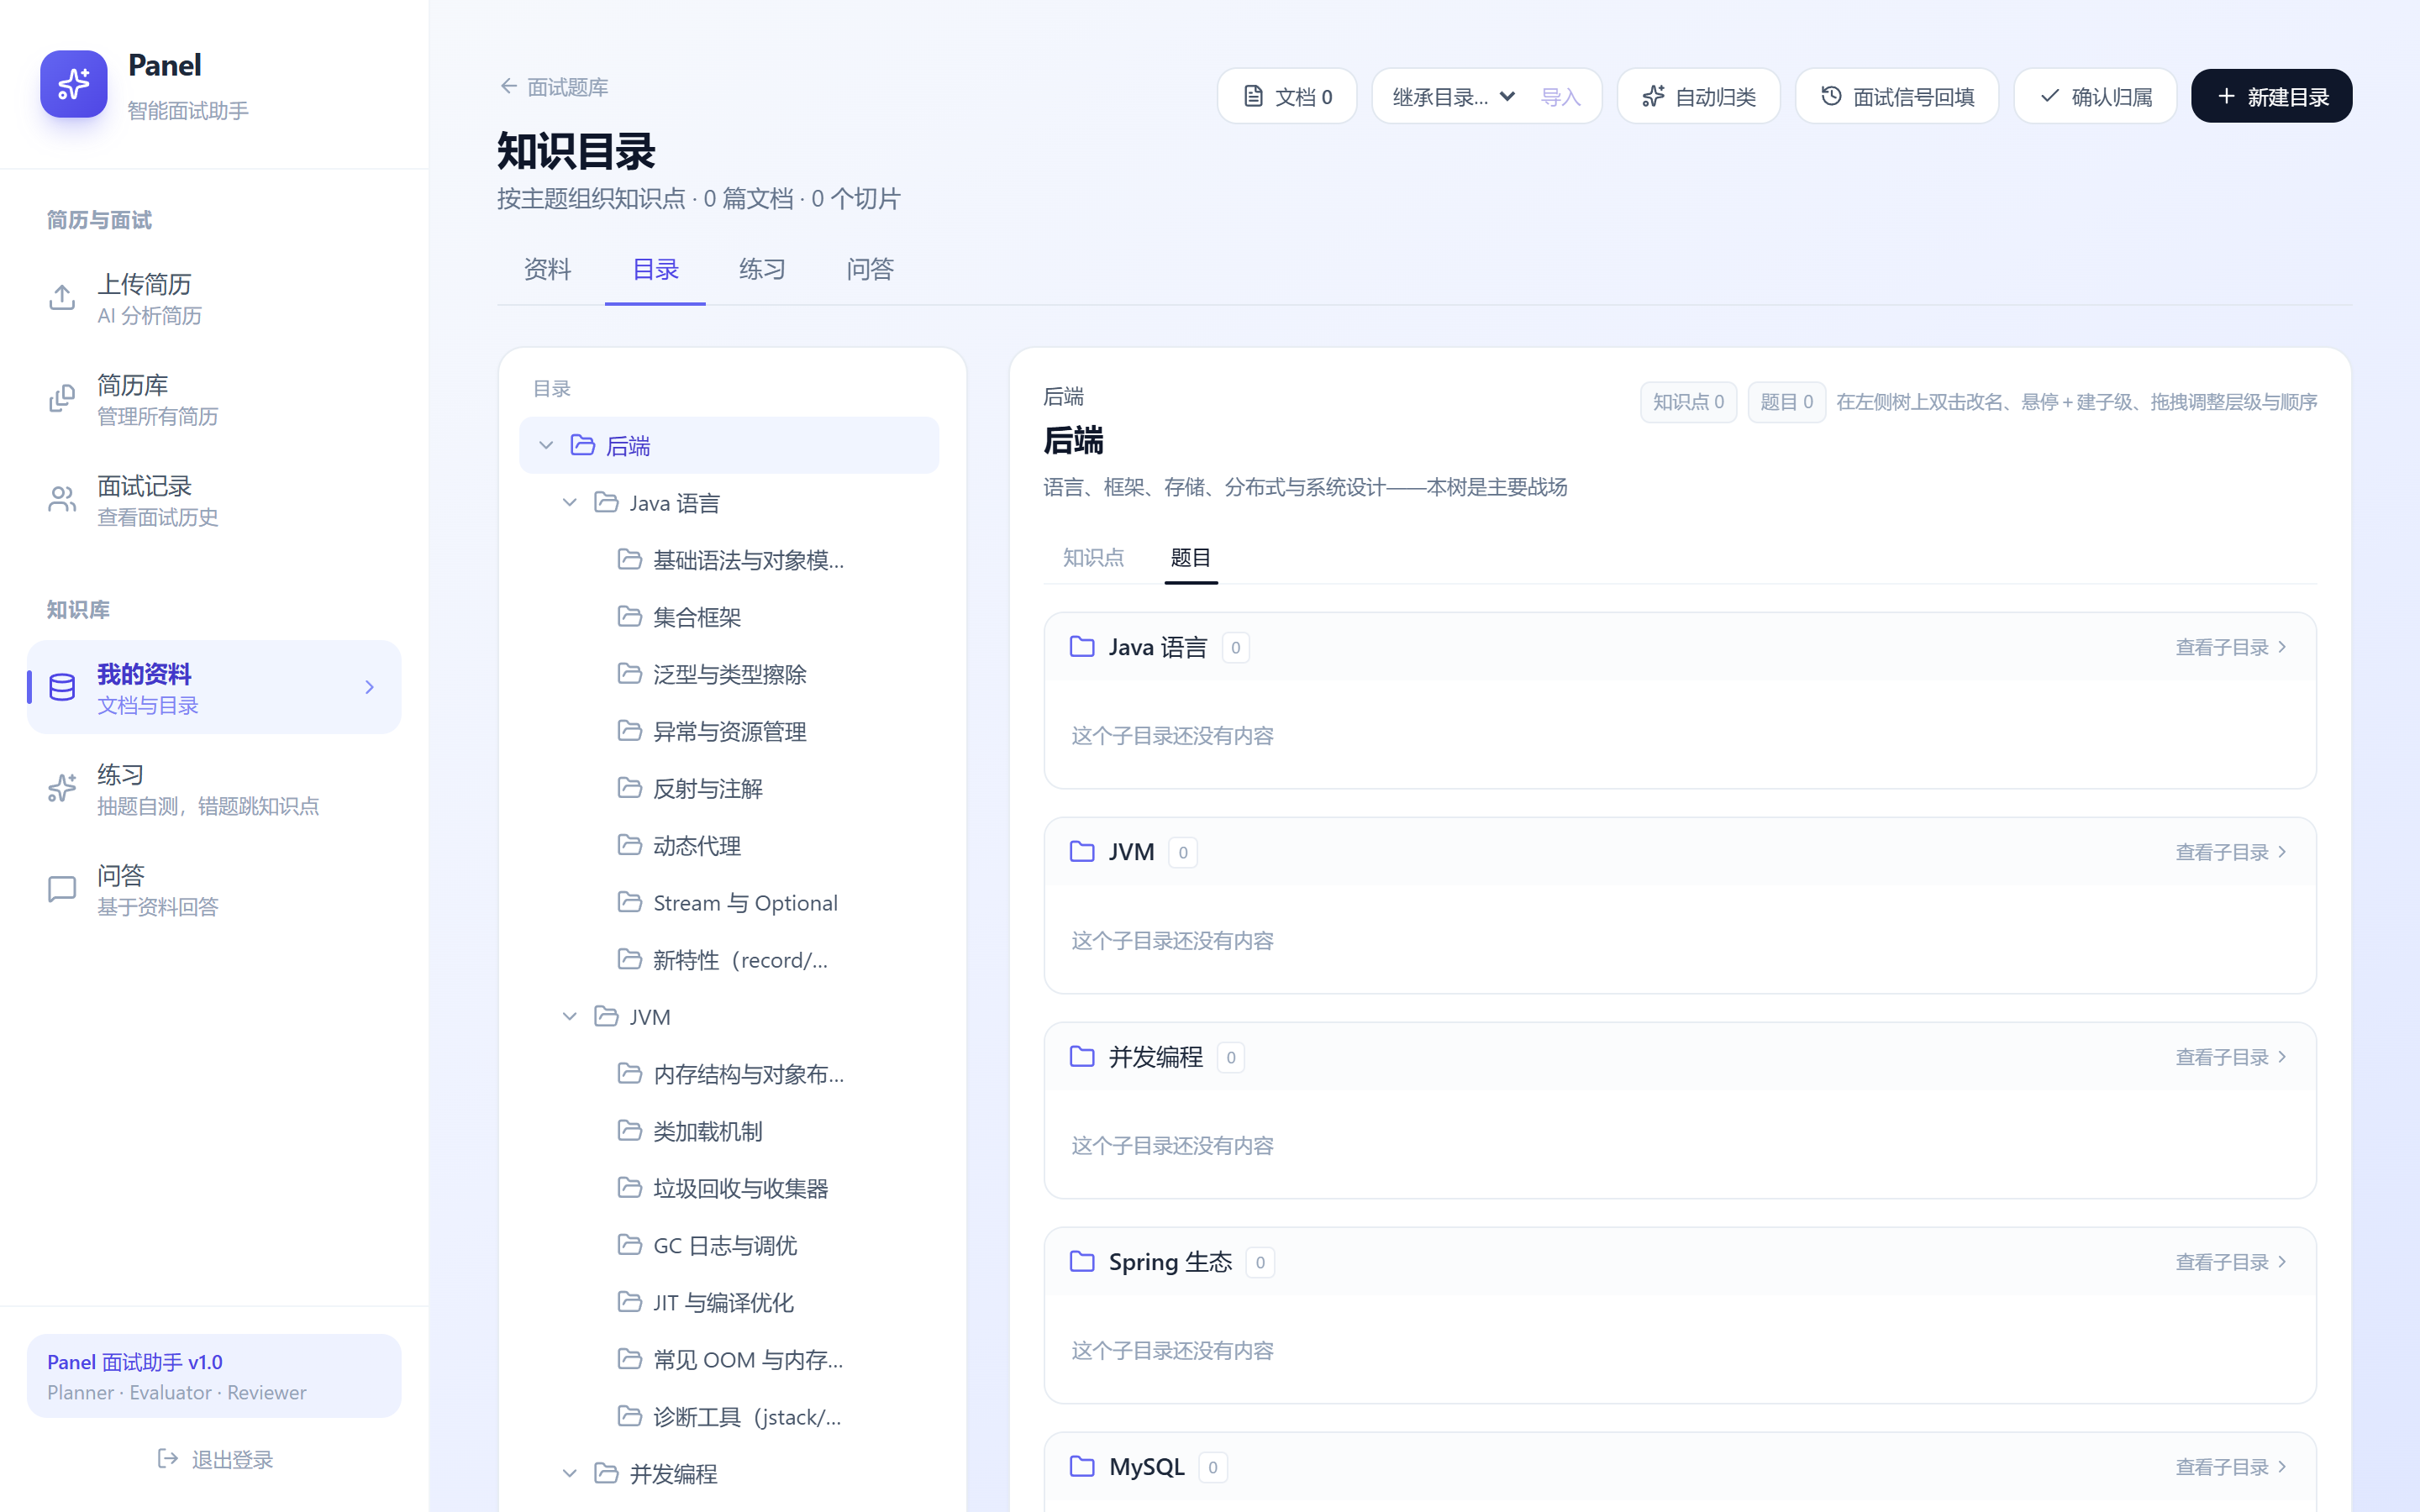 Panel
智能面试助手
简历与面试
上传简历
AI 分析简历
简历库
管理所有简历
面试记录
查看面试历史
知识库
我的资料
文档与目录
练习
抽题自测，错题跳知识点
问答
基于资料回答
Panel 面试助手 v1.0
Planner · Evaluator · Reviewer
退出登录
面试题库
知识目录
按主题组织知识点 · 0 篇文档 · 0 个切片
文档 0
继承目录...
导入
自动归类
面试信号回填
确认归属
新建目录
资料
目录
练习
问答
目录
后端
Java 语言
基础语法与对象模...
集合框架
泛型与类型擦除
异常与资源管理
反射与注解
动态代理
Stream 与 Optional
新特性（record/...
JVM
内存结构与对象布...
类加载机制
垃圾回收与收集器
GC 日志与调优
JIT 与编译优化
常见 OOM 与内存...
诊断工具（jstack/...
并发编程
后端
后端
语言、框架、存储、分布式与系统设计——本树是主要战场
知识点 0
题目 0
在左侧树上双击改名、悬停 + 建子级、拖拽调整层级与顺序
知识点
题目
Java 语言 0
查看子目录
这个子目录还没有内容
JVM 0
查看子目录
这个子目录还没有内容
并发编程 0
查看子目录
这个子目录还没有内容
Spring 生态 0
查看子目录
这个子目录还没有内容
MySQL 0
查看子目录